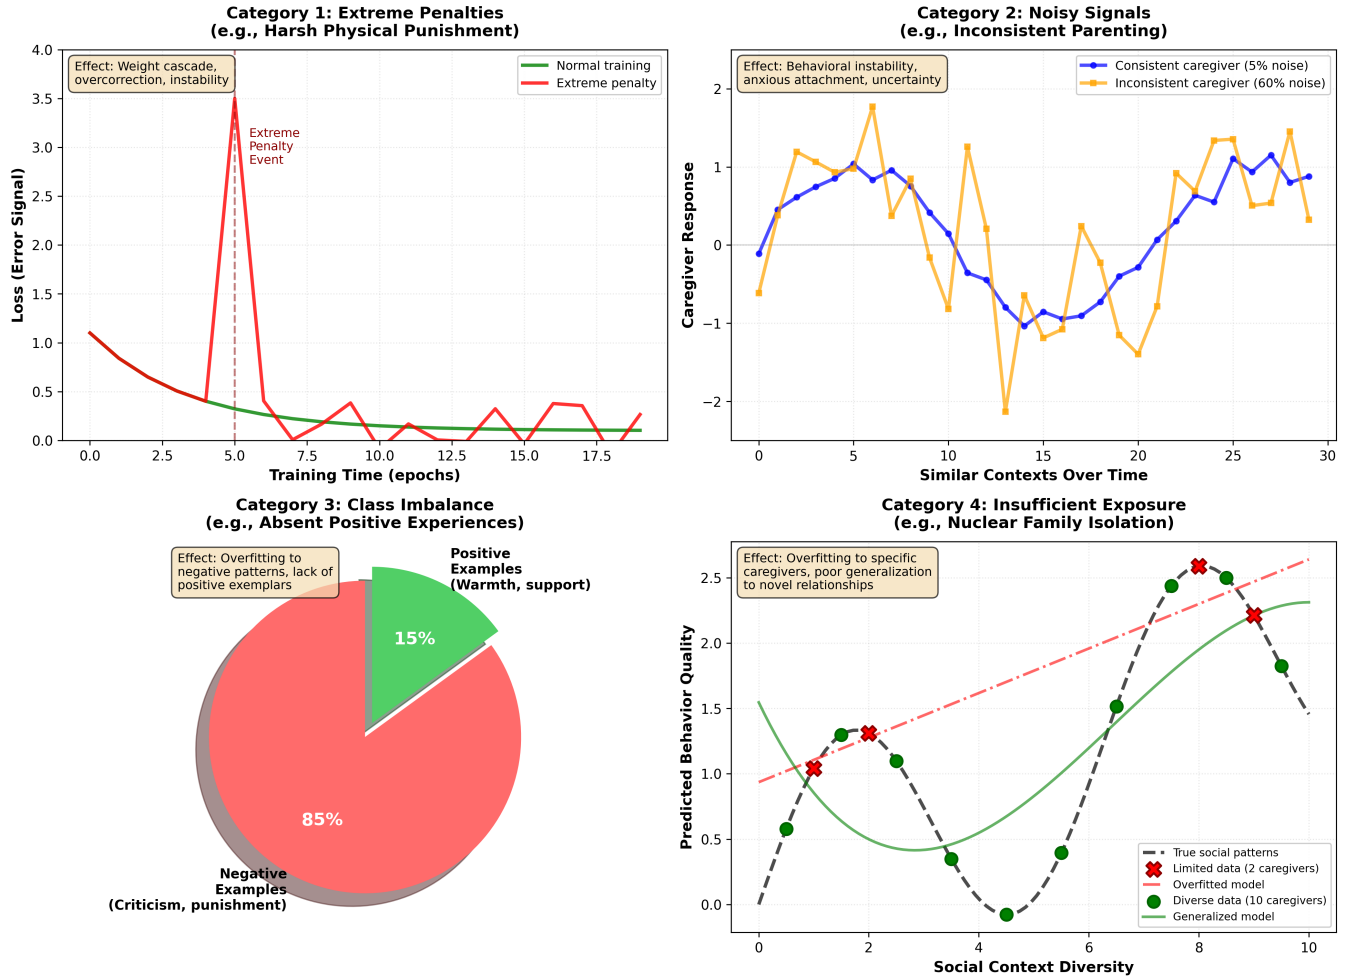 Category 1: Extreme Penalties
(e.g., Harsh Physical Punishment)
Effect: Weight cascade,
overcorrection, instability
Normal training
Extreme penalty
Extreme
Penalty
Event
4.0
3.5
3.0
2.5
2.0
1.5
1.0
0.5
0.0
Loss (Error Signal)
0.0
2.5
5.0
7.5
10.0
12.5
15.0
17.5
Training Time (epochs)
Category 2: Noisy Signals
(e.g., Inconsistent Parenting)
Effect: Behavioral instability,
anxious attachment, uncertainty
Consistent caregiver (5% noise)
Inconsistent caregiver (60% noise)
2
1
0
−1
−2
Caregiver Response
0
5
10
15
20
25
30
Similar Contexts Over Time
Category 3: Class Imbalance
(e.g., Absent Positive Experiences)
Effect: Overfitting to
negative patterns, lack of
positive exemplars
Positive
Examples
(Warmth, support)
15%
85%
Negative
Examples
(Criticism, punishment)
Category 4: Insufficient Exposure
(e.g., Nuclear Family Isolation)
Effect: Overfitting to specific
caregivers, poor generalization
to novel relationships
2.5
2.0
1.5
1.0
0.5
0.0
Predicted Behavior Quality
True social patterns
Limited data (2 caregivers)
Overfitted model
Diverse data (10 caregivers)
Generalized model
0
2
4
6
8
10
Social Context Diversity